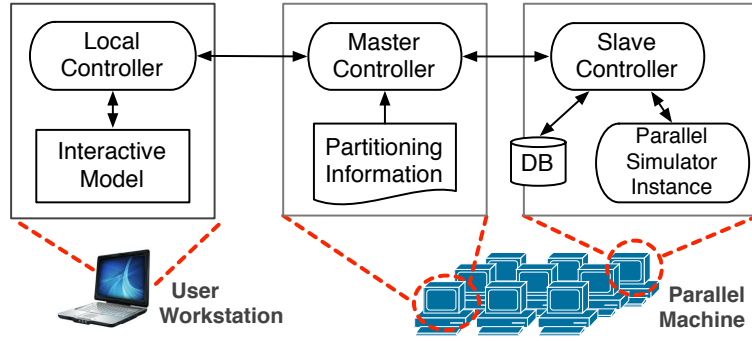 Local
Controller
Interactive
Model
Master
Controller
Partitioning
Information
Slave
Controller
DB
Parallel
Simulator
Instance
User
Workstation
Parallel
Machine